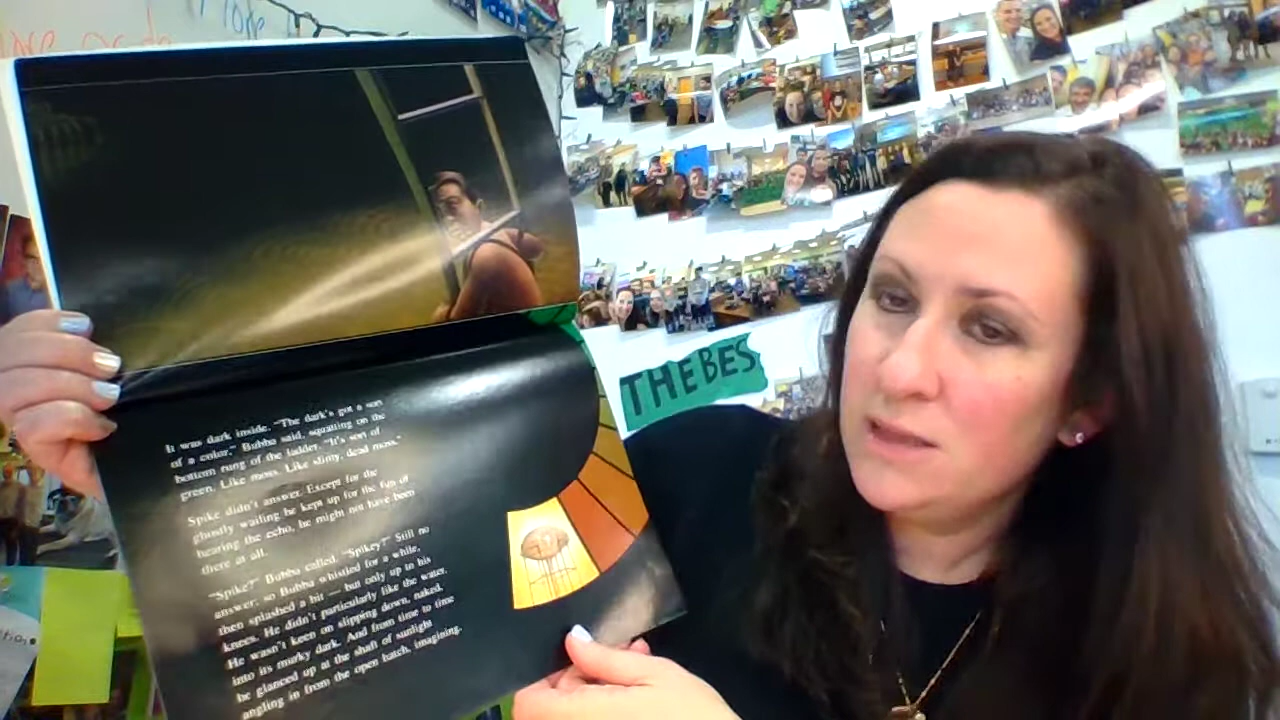 THEBES
It was dark inside. "The dark's got a sort
of a color," Bubba said, squatting on the
bottom rung of the ladder. "It's sort of
green. Like moss. Like slimy, dead moss."
Spike didn't answer. Except for the
ghostly wailing he kept up for the fun of
hearing the echo, he might not have been
there at all.
"Spike?" Bubba called. "Spikey?" Still no
answer; so Bubba whistled for a while,
then splashed a bit — but only up to his
knees. He didn't particularly like the water.
He wasn't keen on slipping down, naked,
into its murky dark. And from time to time
he glanced up at the shaft of sunlight
angling in from the open hatch, imagining.